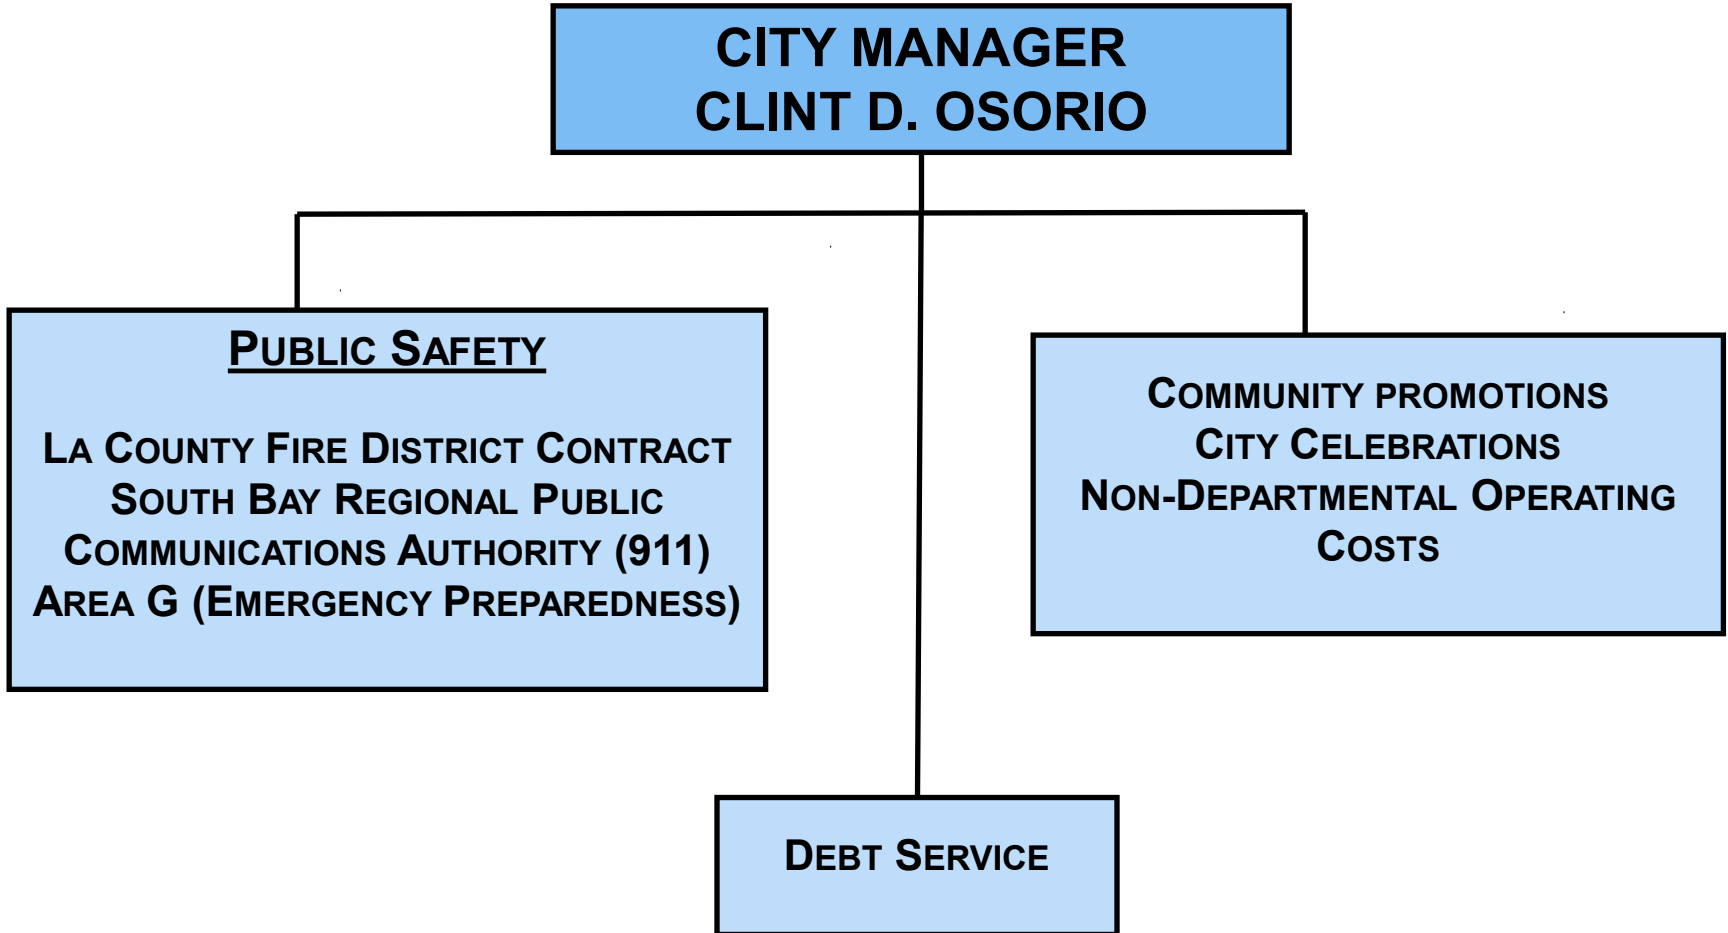 CITY MANAGER
CLINT D. OSORIO
PUBLIC SAFETY
LA COUNTY FIRE DISTRICT CONTRACT
SOUTH BAY REGIONAL PUBLIC
COMMUNICATIONS AUTHORITY (911)
AREA G (EMERGENCY PREPAREDNESS)
COMMUNITY PROMOTIONS
CITY CELEBRATIONS
NON-DEPARTMENTAL OPERATING
COSTS
DEBT SERVICE